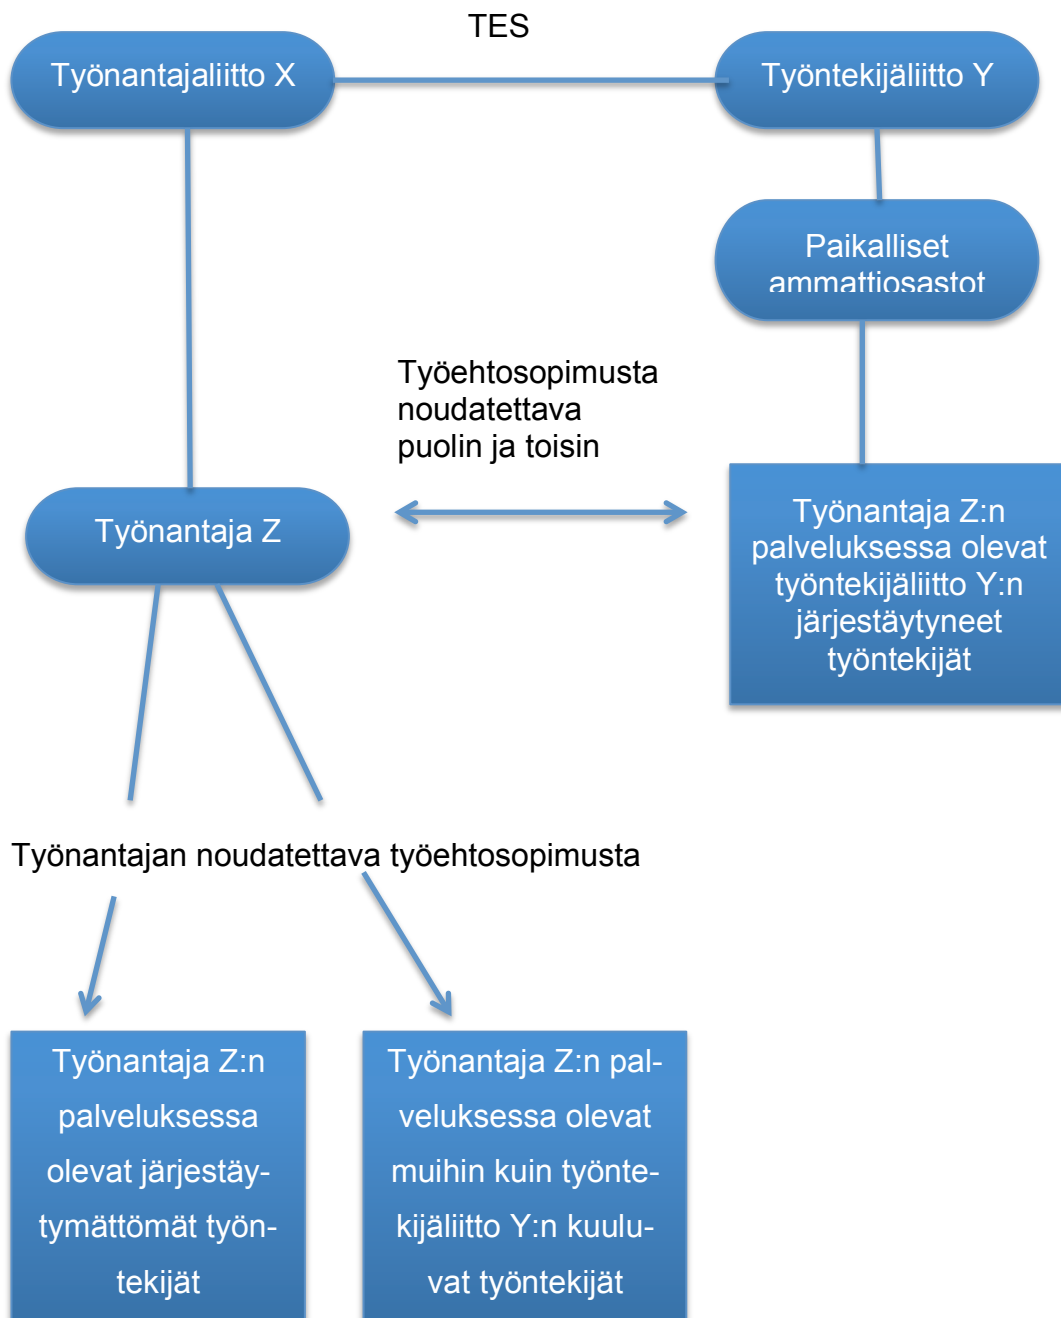 TES
Työnantajaliitto X
Työntekijäliitto Y
Paikalliset
ammattiosastot
Työehtosopimusta
noudatettava
puolin ja toisin
Työnantaja Z
Työnantaja Z:n
palveluksessa olevat
työntekijäliitto Y:n
järjestäytyneet
työntekijät
Työnantajan noudatettava työehtosopimusta
Työnantaja Z:n
palveluksessa
olevat järjestäy-
tymättömät työn-
tekijät
Työnantaja Z:n pal-
veluksessa olevat
muihin kuin työnte-
kijäliitto Y:n kuulu-
vat työntekijät